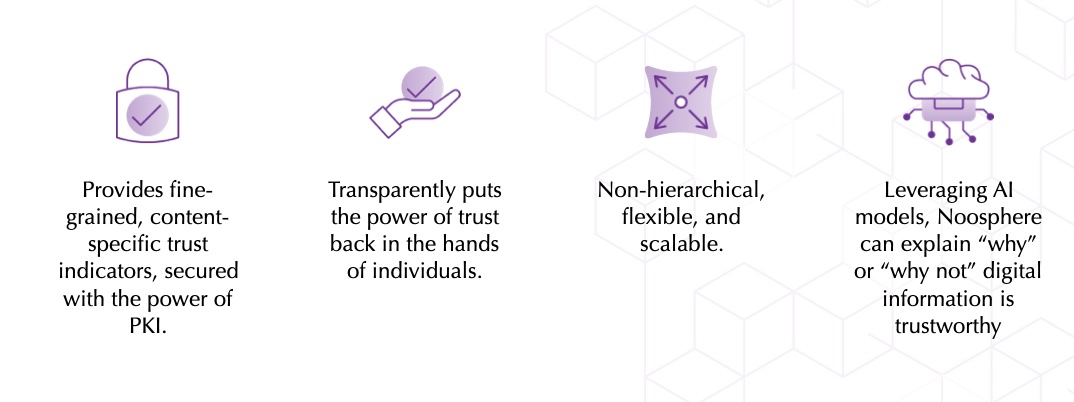 Provides fine-
grained, content-
specific trust
indicators, secured
with the power of
PKI.
Transparently puts
the power of trust
back in the hands
of individuals.
Non-hierarchical,
flexible, and
scalable.
Leveraging AI
models, Noosphere
can explain “why”
or “why not” digital
information is
trustworthy